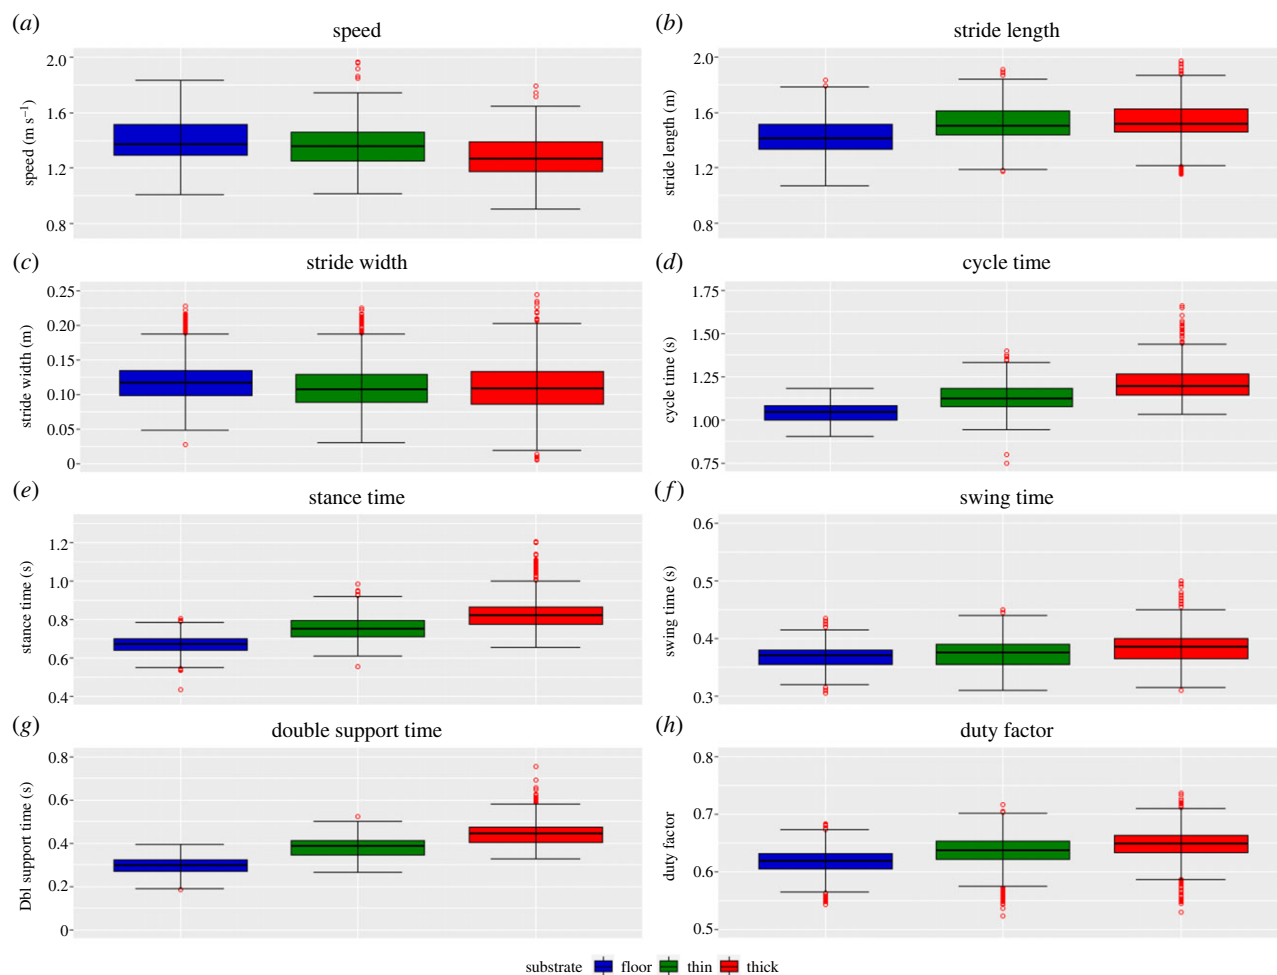 (a) speed
speed (m s⁻¹)
2.0
1.6
1.2
0.8
(b) stride length
stride length (m)
2.0
1.6
1.2
0.8
(c) stride width
stride width (m)
0.25
0.20
0.15
0.10
0.05
0
(d) cycle time
cycle time (s)
1.75
1.50
1.25
1.00
0.75
(e) stance time
stance time (s)
1.2
1.0
0.8
0.6
0.4
(f) swing time
swing time (s)
0.6
0.5
0.4
0.3
(g) double support time
Dbl support time (s)
0.8
0.6
0.4
0.2
0
(h) duty factor
duty factor
0.8
0.7
0.6
0.5
substrate floor thin thick